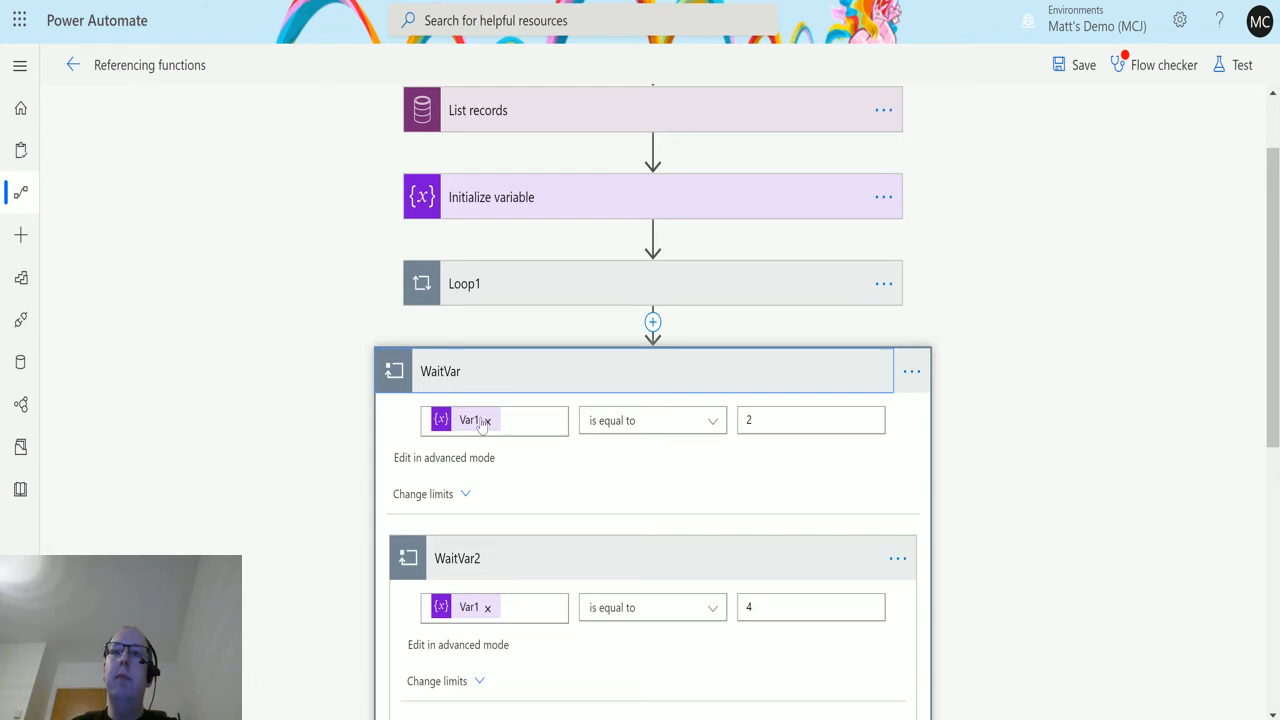 Power Automate
Search for helpful resources
Environments
Matt's Demo (MCJ)
?
MC
Referencing functions
Save
Flow checker
Test
List records
...
{x}
Initialize variable
...
Loop1
...
+
WaitVar
...
{x} Var1 x
is equal to
2
Edit in advanced mode
Change limits
WaitVar2
...
{x} Var1 x
is equal to
4
Edit in advanced mode
Change limits